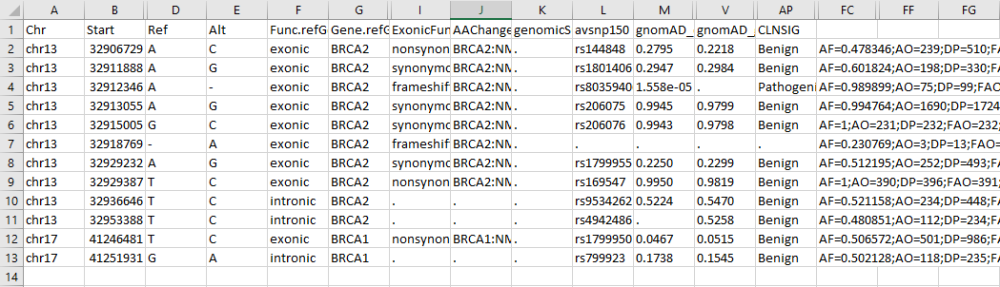 A B D E F G I J K L M V AP FC FF FG
1 Chr Start Ref Alt Func.refG Gene.refG ExonicFun AAChange genomicS avsnp150 gnomAD_ gnomAD_ CLNSIG
2 chr13 32906729 A C exonic BRCA2 nonsynon BRCA2:NM . rs144848 0.2795 0.2218 Benign AF=0.478346;AO=239;DP=510;FA
3 chr13 32911888 A G exonic BRCA2 synonymo BRCA2:NM . rs1801406 0.2947 0.2984 Benign AF=0.601824;AO=198;DP=330;FA
4 chr13 32912346 A - exonic BRCA2 frameshif BRCA2:NM . rs8035940 1.558e-05 . Pathogeni AF=0.989899;AO=75;DP=99;FAO
5 chr13 32913055 A G exonic BRCA2 synonymo BRCA2:NM . rs206075 0.9945 0.9799 Benign AF=0.994764;AO=1690;DP=1724
6 chr13 32915005 G C exonic BRCA2 synonymo BRCA2:NM . rs206076 0.9943 0.9798 Benign AF=1;AO=231;DP=232;FAO=232;
7 chr13 32918769 - A exonic BRCA2 frameshif BRCA2:NM . . . . . AF=0.230769;AO=3;DP=13;FAO=
8 chr13 32929232 A G exonic BRCA2 synonymo BRCA2:NM . rs1799955 0.2250 0.2299 Benign AF=0.512195;AO=252;DP=493;FA
9 chr13 32929387 T C exonic BRCA2 nonsynon BRCA2:NM . rs169547 0.9950 0.9819 Benign AF=1;AO=390;DP=396;FAO=391;
10 chr13 32936646 T C intronic BRCA2 . . . rs9534262 0.5224 0.5470 Benign AF=0.521158;AO=234;DP=448;FA
11 chr13 32953388 T C intronic BRCA2 . . . rs4942486 . 0.5258 Benign AF=0.480851;AO=112;DP=234;FA
12 chr17 41246481 T C exonic BRCA1 nonsynon BRCA1:NM . rs1799950 0.0467 0.0515 Benign AF=0.506572;AO=501;DP=986;FA
13 chr17 41251931 G A intronic BRCA1 . . . rs799923 0.1738 0.1545 Benign AF=0.502128;AO=118;DP=235;FA
14